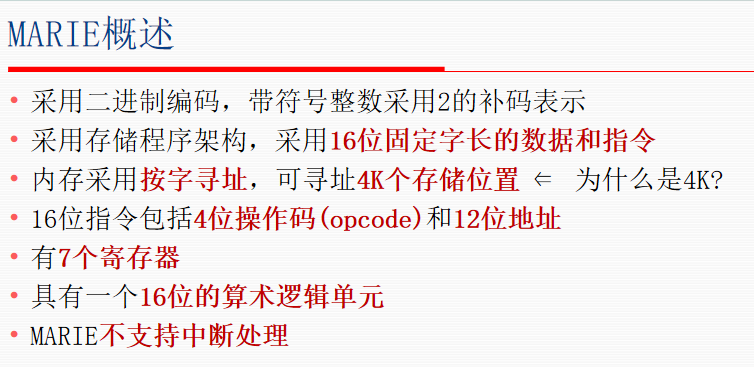 MARIE概述
• 采用二进制编码，带符号整数采用2的补码表示
• 采用存储程序架构，采用16位固定字长的数据和指令
• 内存采用按字寻址，可寻址4K个存储位置 ⇐ 为什么是4K?
• 16位指令包括4位操作码(opcode)和12位地址
• 有7个寄存器
• 具有一个16位的算术逻辑单元
• MARIE不支持中断处理